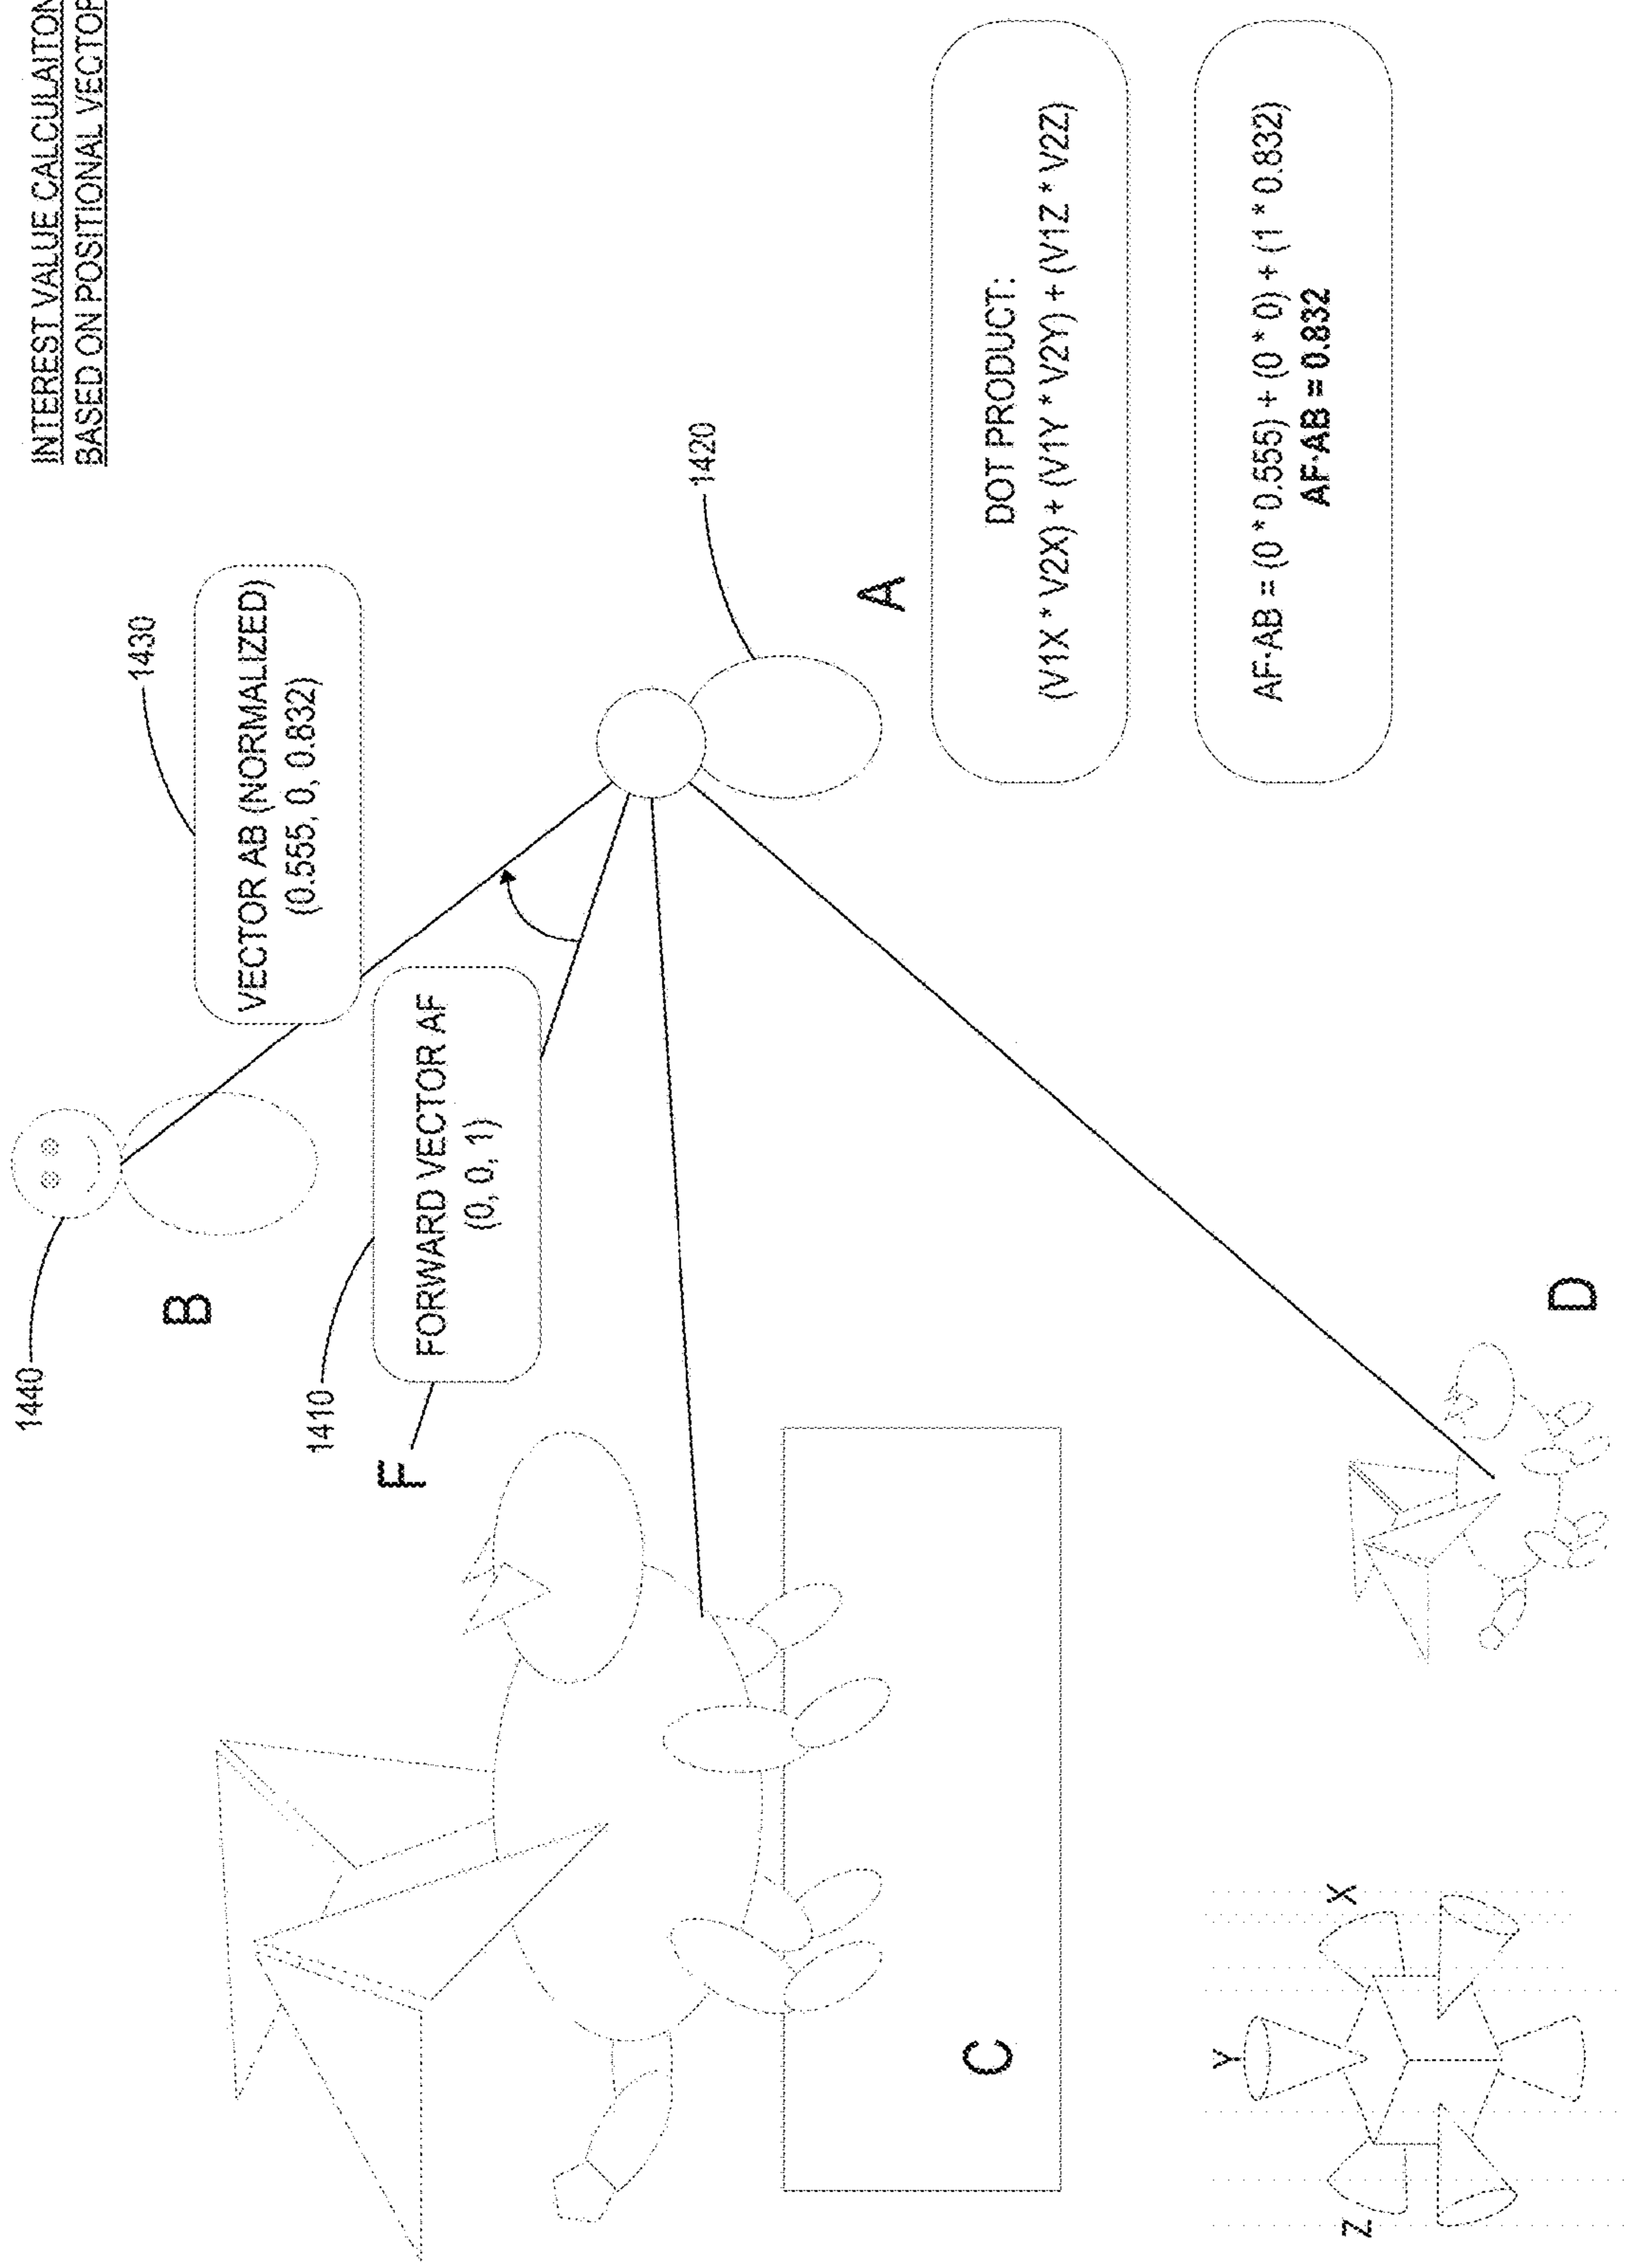 INTEREST VALUE CALCULAITON
BASED ON POSITIONAL VECTOR
1440
B
1430
VECTOR AB (NORMALIZED)
(0.555, 0, 0.832)
1410
F
FORWARD VECTOR AF
(0, 0, 1)
1420
A
C
D
Y
Z
X
DOT PRODUCT:
(V1X * V2X) + (V1Y * V2Y) + (V1Z * V2Z)
AF·AB = (0 * 0.555) + (0 * 0) + (1 * 0.832)
AF·AB = 0.832